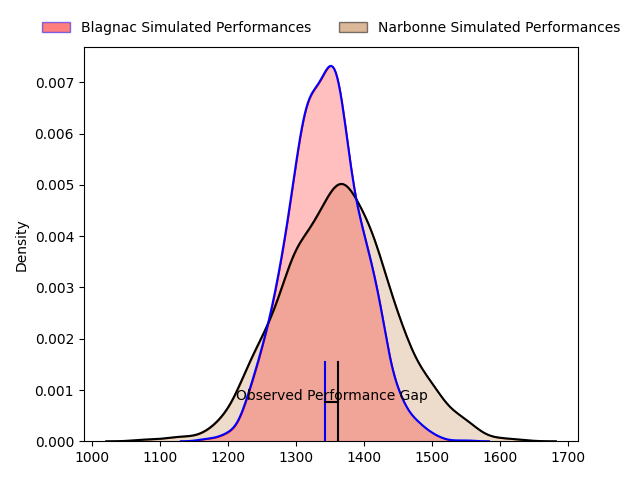 Blagnac Simulated Performances
Narbonne Simulated Performances
Density
0.007
0.006
0.005
0.004
0.003
0.002
0.001
0.000
Observed Performance Gap
1000 1100 1200 1300 1400 1500 1600 1700